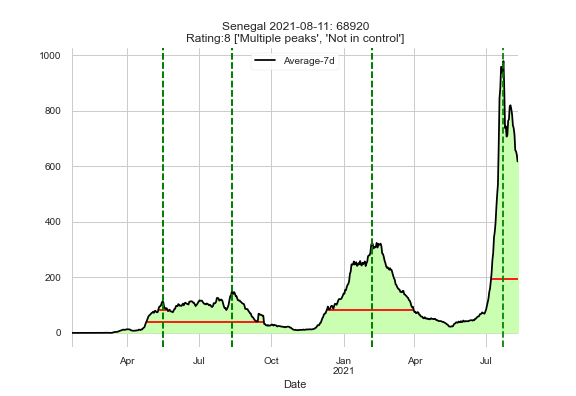 Senegal 2021-08-11: 68920
Rating:8 ['Multiple peaks', 'Not in control']
Average-7d
1000
800
600
400
200
0
Apr
Jul
Oct
Jan
2021
Apr
Jul
Date